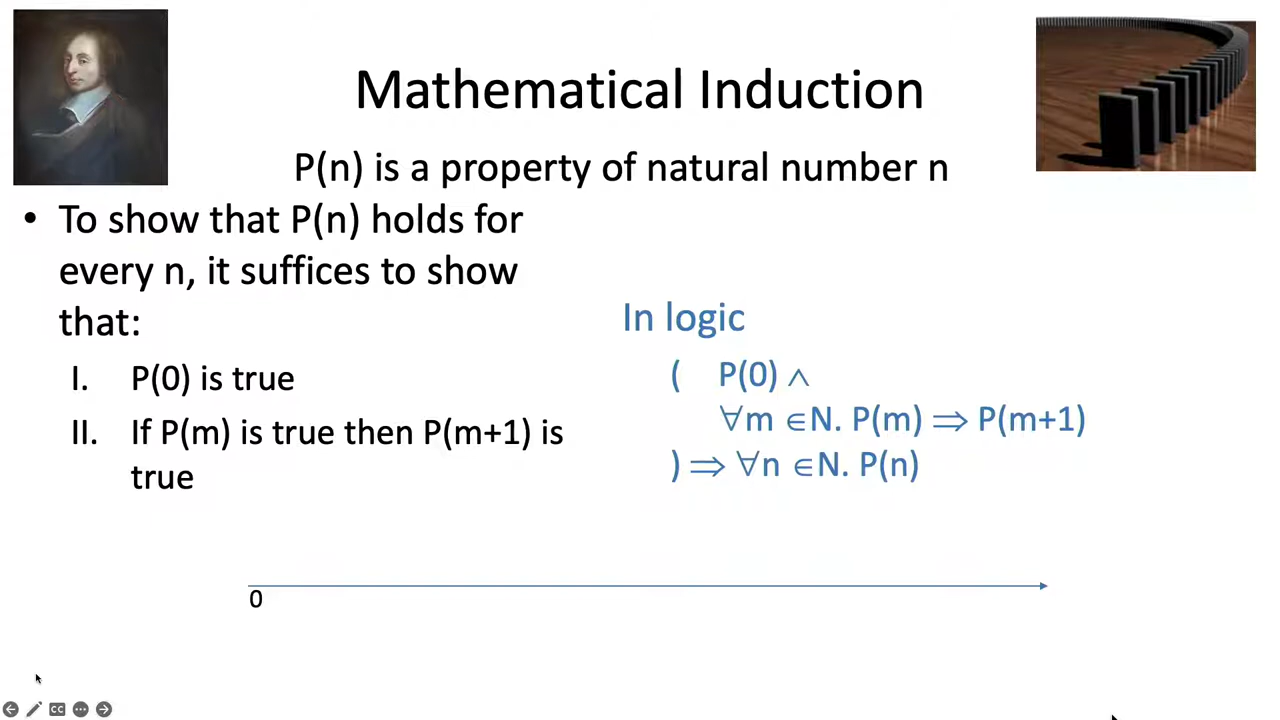 Mathematical Induction
P(n) is a property of natural number n
• To show that P(n) holds for
every n, it suffices to show
that:
I. P(0) is true
II. If P(m) is true then P(m+1) is
true
In logic
( P(0) ∧
∀m ∈N. P(m) ⇒ P(m+1)
) ⇒ ∀n ∈N. P(n)
0
CC